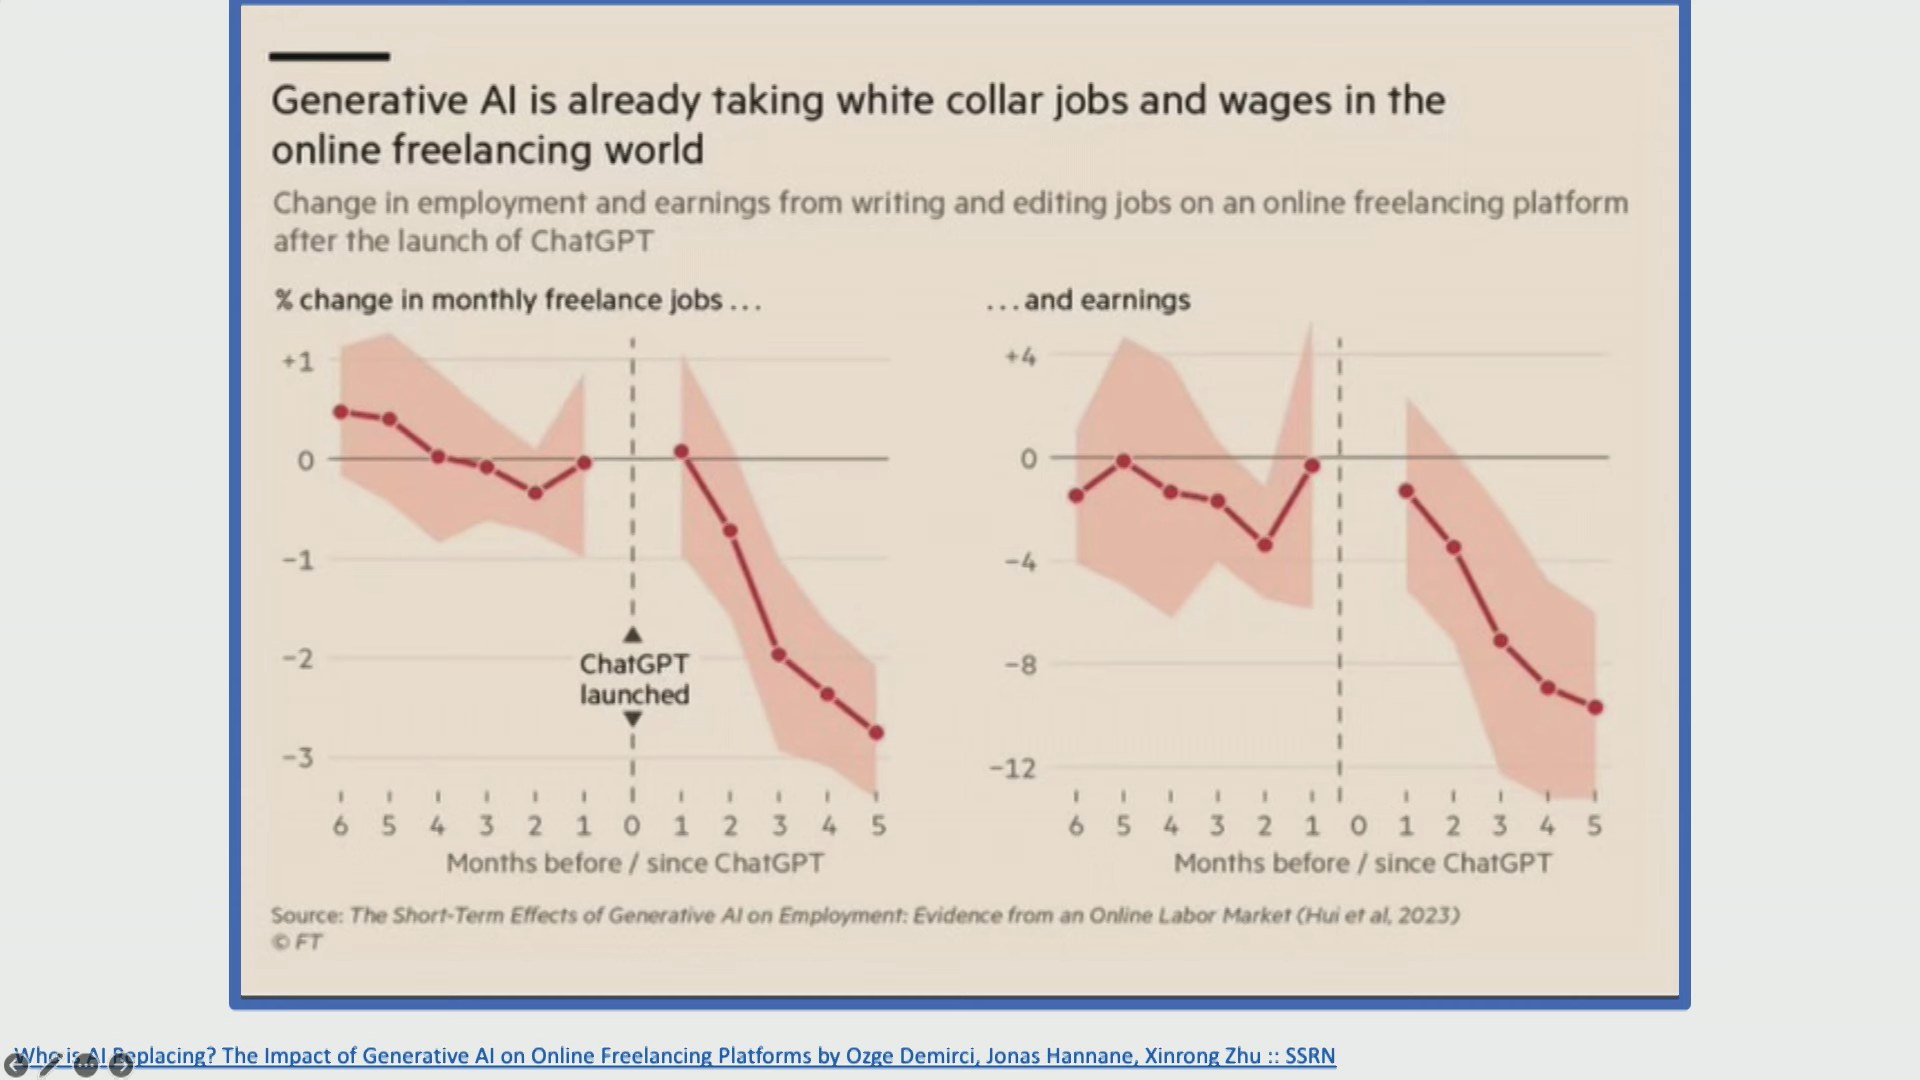 Generative AI is already taking white collar jobs and wages in the
online freelancing world
Change in employment and earnings from writing and editing jobs on an online freelancing platform
after the launch of ChatGPT
% change in monthly freelance jobs ...
+1
0
−1
−2
−3
ChatGPT
launched
6 5 4 3 2 1 0 1 2 3 4 5
Months before / since ChatGPT
... and earnings
+4
0
−4
−8
−12
6 5 4 3 2 1 0 1 2 3 4 5
Months before / since ChatGPT
Source: The Short-Term Effects of Generative AI on Employment: Evidence from an Online Labor Market (Hui et al, 2023)
© FT
Who is AI Replacing? The Impact of Generative AI on Online Freelancing Platforms by Ozge Demirci, Jonas Hannane, Xinrong Zhu :: SSRN